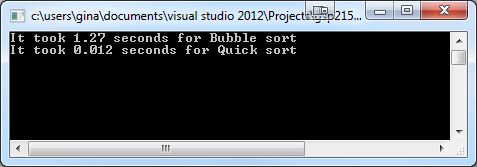 c:\users\gina\documents\visual studio 2012\Projects\gsp215...
It took 1.27 seconds for Bubble sort
It took 0.012 seconds for Quick sort